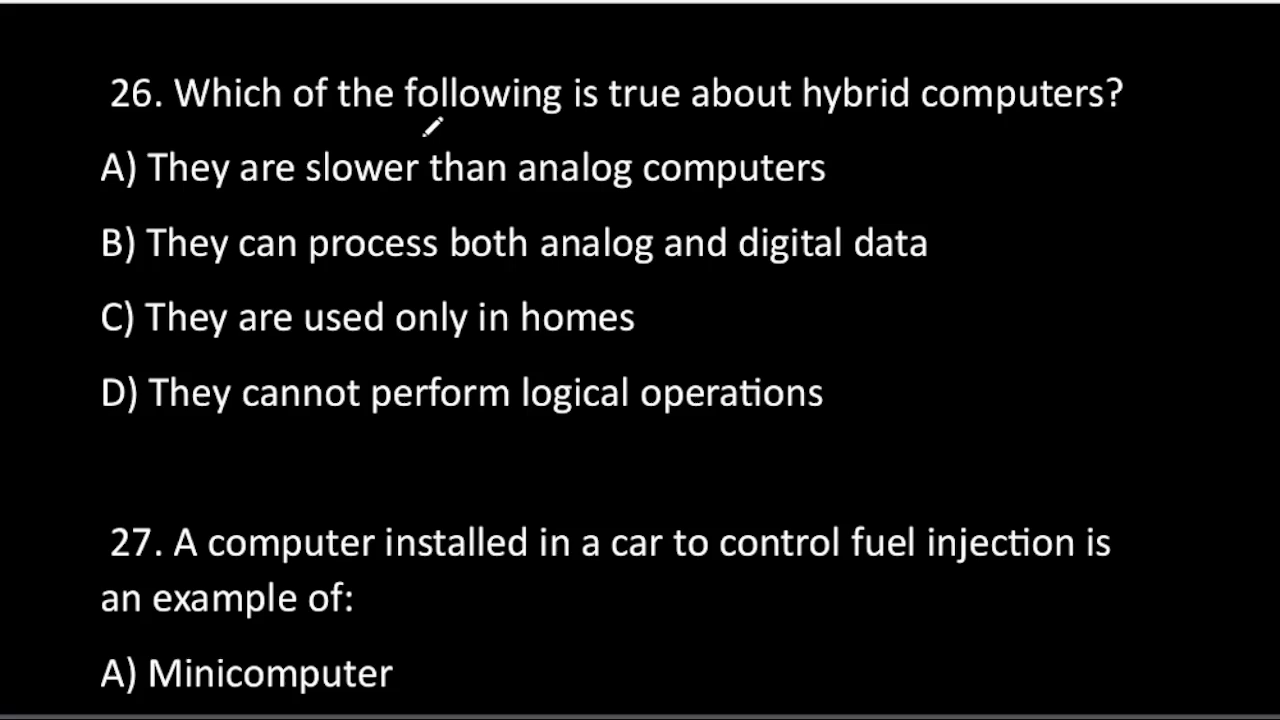 26. Which of the following is true about hybrid computers?
A) They are slower than analog computers
B) They can process both analog and digital data
C) They are used only in homes
D) They cannot perform logical operations
27. A computer installed in a car to control fuel injection is
an example of:
A) Minicomputer